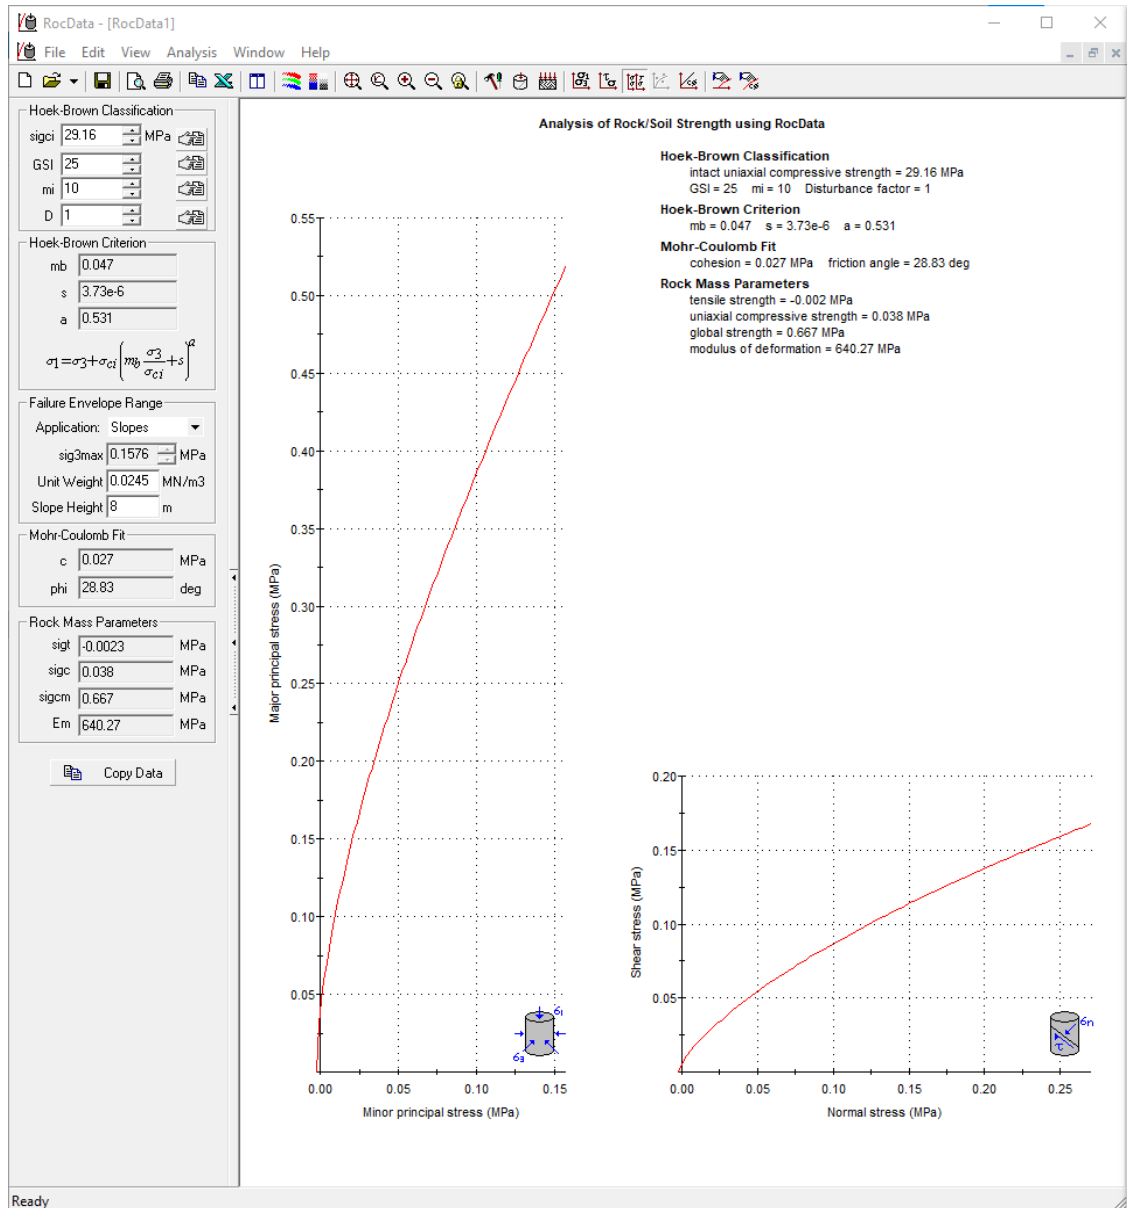 RocData - [RocData1]
File Edit View Analysis Window Help
Hoek-Brown Classification
sigci 29.16 MPa
GSI 25
mi 10
D 1
Hoek-Brown Criterion
mb 0.047
s 3.73e-6
a 0.531
σ1=σ3+σci(mb σ3/σci+s)^a
Failure Envelope Range
Application: Slopes
sig3max 0.1576 MPa
Unit Weight 0.0245 MN/m3
Slope Height 8 m
Mohr-Coulomb Fit
c 0.027 MPa
phi 28.83 deg
Rock Mass Parameters
sigt -0.0023 MPa
sigc 0.038 MPa
sigcm 0.667 MPa
Em 640.27 MPa
Copy Data
Analysis of Rock/Soil Strength using RocData
Hoek-Brown Classification
intact uniaxial compressive strength = 29.16 MPa
GSI = 25 mi = 10 Disturbance factor = 1
Hoek-Brown Criterion
mb = 0.047 s = 3.73e-6 a = 0.531
Mohr-Coulomb Fit
cohesion = 0.027 MPa friction angle = 28.83 deg
Rock Mass Parameters
tensile strength = -0.002 MPa
uniaxial compressive strength = 0.038 MPa
global strength = 0.667 MPa
modulus of deformation = 640.27 MPa
Major principal stress (MPa)
0.55
0.50
0.45
0.40
0.35
0.30
0.25
0.20
0.15
0.10
0.05
0.00 0.05 0.10 0.15
Minor principal stress (MPa)
σ1
σ3
Shear stress (MPa)
0.20
0.15
0.10
0.05
0.00 0.05 0.10 0.15 0.20 0.25
Normal stress (MPa)
σn
τ
Ready